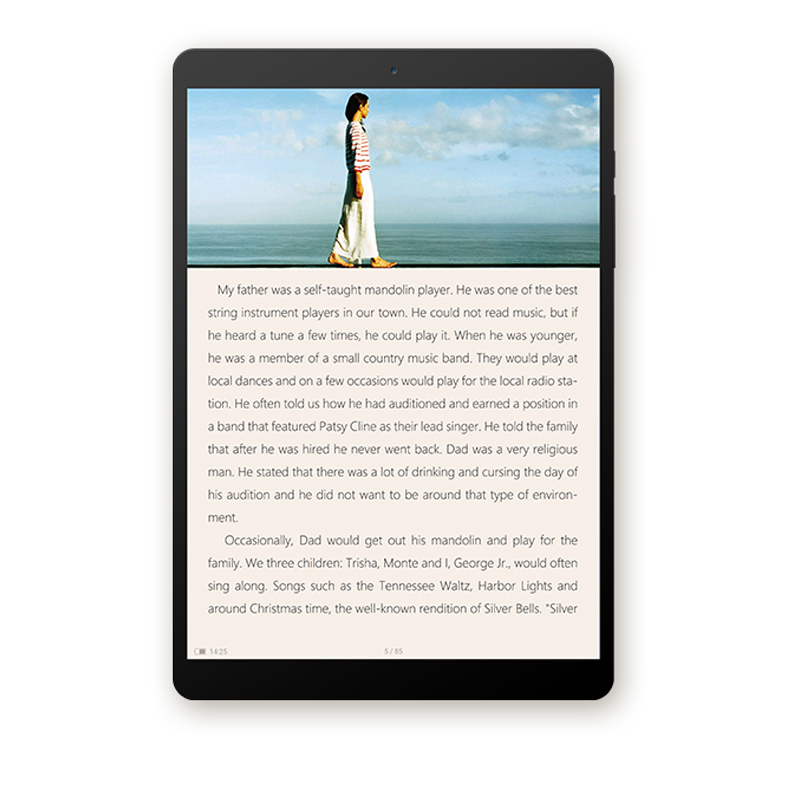 My father was a self-taught mandolin player. He was one of the best
string instrument players in our town. He could not read music, but if
he heard a tune a few times, he could play it. When he was younger,
he was a member of a small country music band. They would play at
local dances and on a few occasions would play for the local radio sta-
tion. He often told us how he had auditioned and earned a position in
a band that featured Patsy Cline as their lead singer. He told the family
that after he was hired he never went back. Dad was a very religious
man. He stated that there was a lot of drinking and cursing the day of
his audition and he did not want to be around that type of environ-
ment.
Occasionally, Dad would get out his mandolin and play for the
family. We three children: Trisha, Monte and I, George Jr., would often
sing along. Songs such as the Tennessee Waltz, Harbor Lights and
around Christmas time, the well-known rendition of Silver Bells. "Silver
14:25 5 / 85